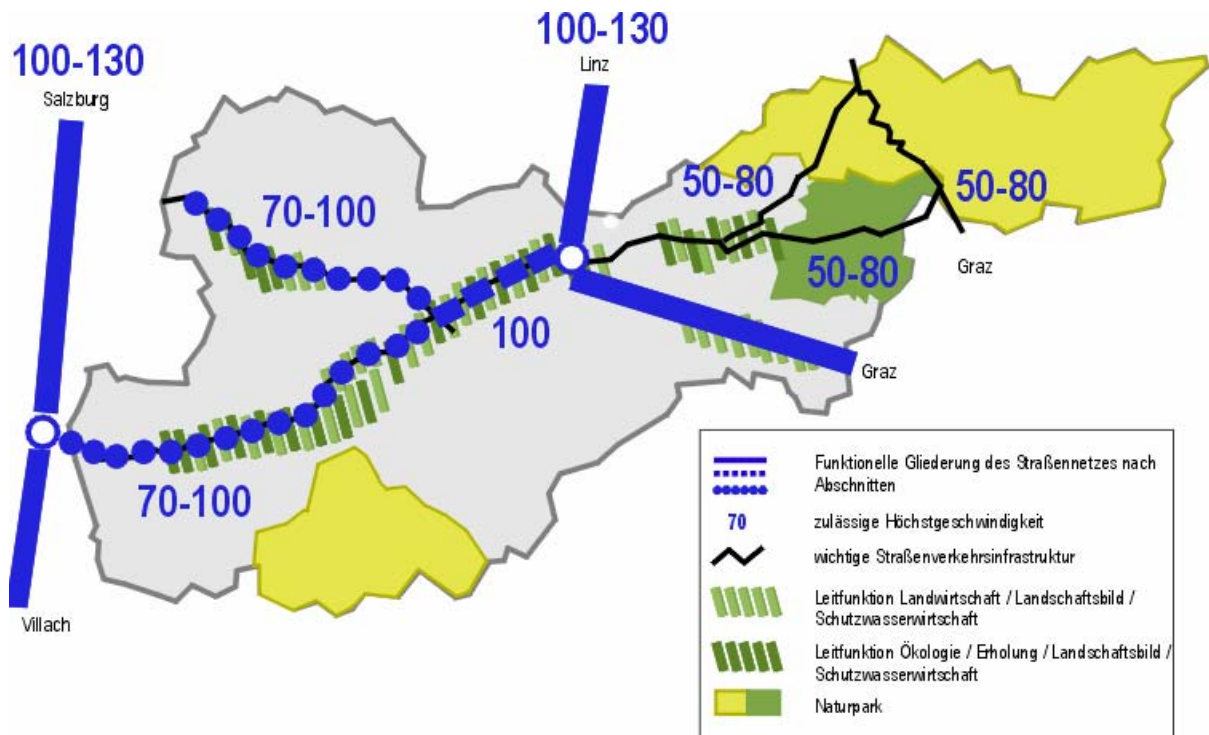 100-130
Salzburg
100-130
Linz
70-100
50-80
50-80
50-80
Graz
100
Graz
70-100
Villach
Funktionelle Gliederung des Straßennetzes nach
Abschnitten
70
zulässige Höchstgeschwindigkeit
wichtige Straßenverkehrsinfrastruktur
Leitfunktion Landwirtschaft / Landschaftsbild /
Schutzwasserwirtschaft
Leitfunktion Ökologie / Erholung / Landschaftsbild /
Schutzwasserwirtschaft
Naturpark